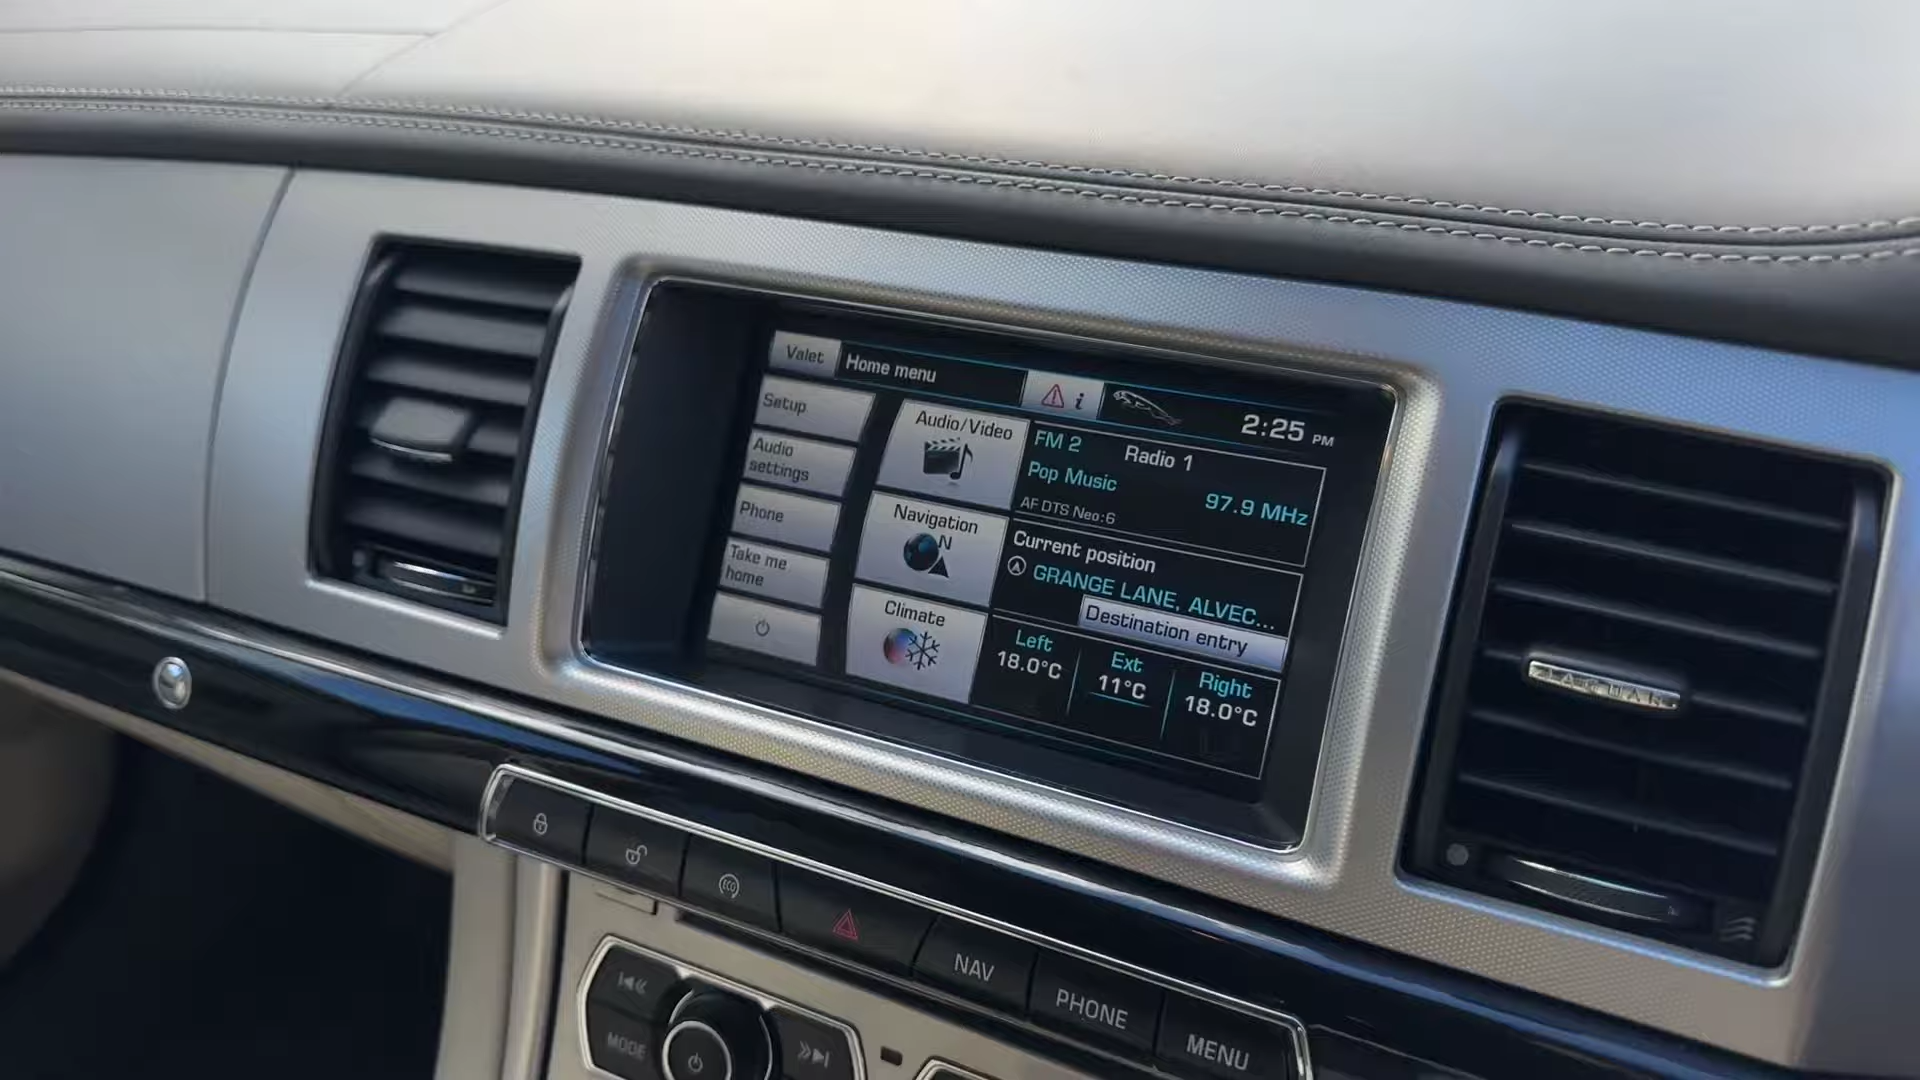 Valet
Home menu
i
2:25 PM
Setup
Audio
settings
Phone
Take me
home
Audio/Video
FM 2
Radio 1
Pop Music
97.9 MHz
AF DTS Neo:6
Navigation
N
Current position
GRANGE LANE, ALVEC...
Destination entry
Climate
Left
18.0°C
Ext
11°C
Right
18.0°C
JAGUAR
ECO
NAV
PHONE
MENU
MODE